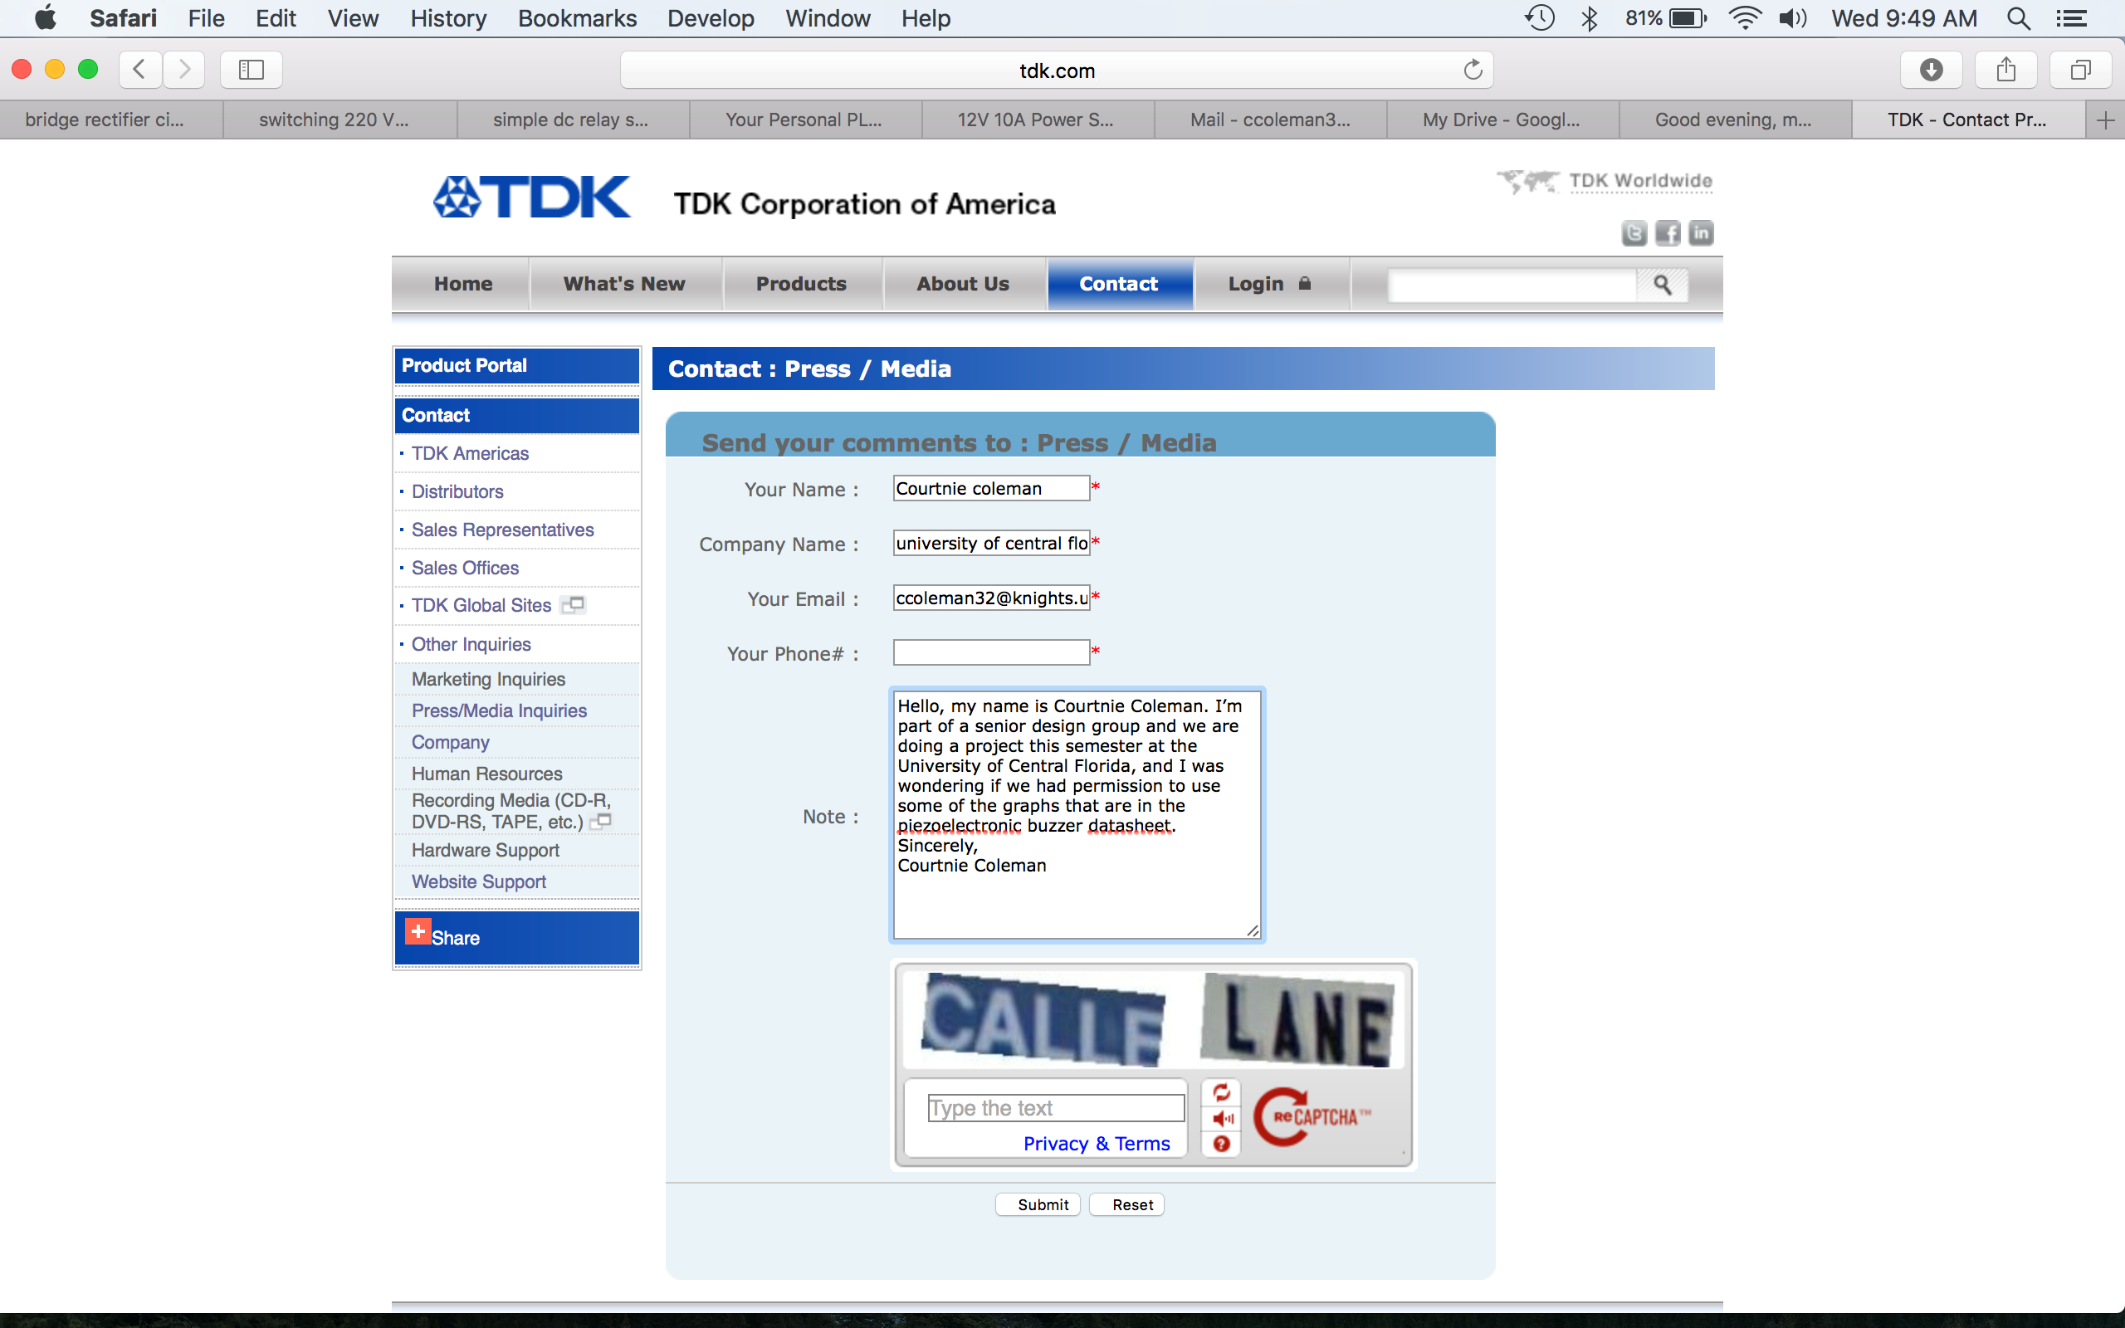 Safari File Edit View History Bookmarks Develop Window Help 81% Wed 9:49 AM
tdk.com
bridge rectifier ci... switching 220 V... simple dc relay s... Your Personal PL... 12V 10A Power S... Mail - ccoleman3... My Drive - Googl... Good evening, m... TDK - Contact Pr... +
TDK TDK Corporation of America TDK Worldwide
Home What's New Products About Us Contact Login
Product Portal
Contact
· TDK Americas
· Distributors
· Sales Representatives
· Sales Offices
· TDK Global Sites
· Other Inquiries
Marketing Inquiries
Press/Media Inquiries
Company
Human Resources
Recording Media (CD-R,
DVD-RS, TAPE, etc.)
Hardware Support
Website Support
Share
Contact : Press / Media
Send your comments to : Press / Media
Your Name : Courtnie coleman *
Company Name : university of central flo *
Your Email : ccoleman32@knights.u *
Your Phone# : *
Note :
Hello, my name is Courtnie Coleman. I’m
part of a senior design group and we are
doing a project this semester at the
University of Central Florida, and I was
wondering if we had permission to use
some of the graphs that are in the
piezoelectronic buzzer datasheet.
Sincerely,
Courtnie Coleman
CALLE LANE
Type the text
Privacy & Terms
reCAPTCHA™
Submit Reset